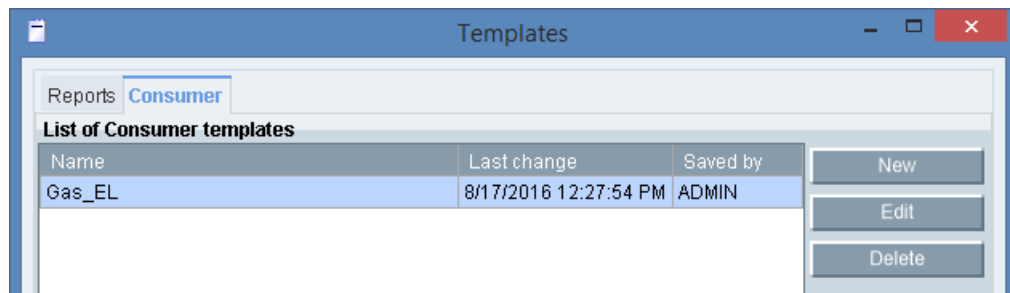 Templates
Reports Consumer
List of Consumer templates
Name Last change Saved by
Gas_EL 8/17/2016 12:27:54 PM ADMIN
New
Edit
Delete